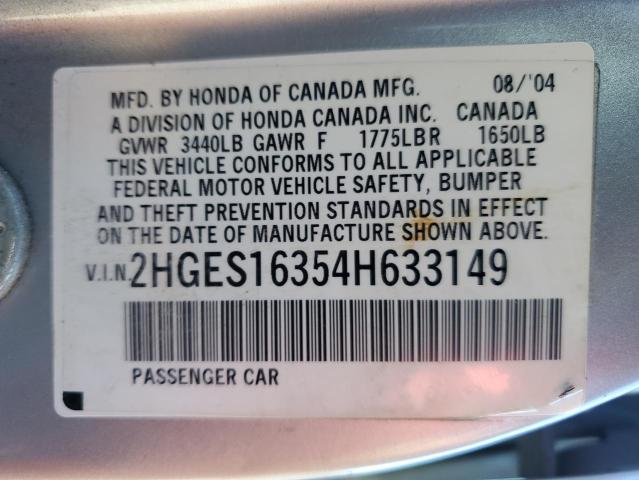 MFD. BY HONDA OF CANADA MFG. 08/'04
A DIVISION OF HONDA CANADA INC. CANADA
GVWR 3440LB GAWR F 1775LBR 1650LB
THIS VEHICLE CONFORMS TO ALL APPLICABLE
FEDERAL MOTOR VEHICLE SAFETY, BUMPER
AND THEFT PREVENTION STANDARDS IN EFFECT
ON THE DATE OF MANUFACTURE SHOWN ABOVE.
V.I.N. 2HGES16354H633149
PASSENGER CAR